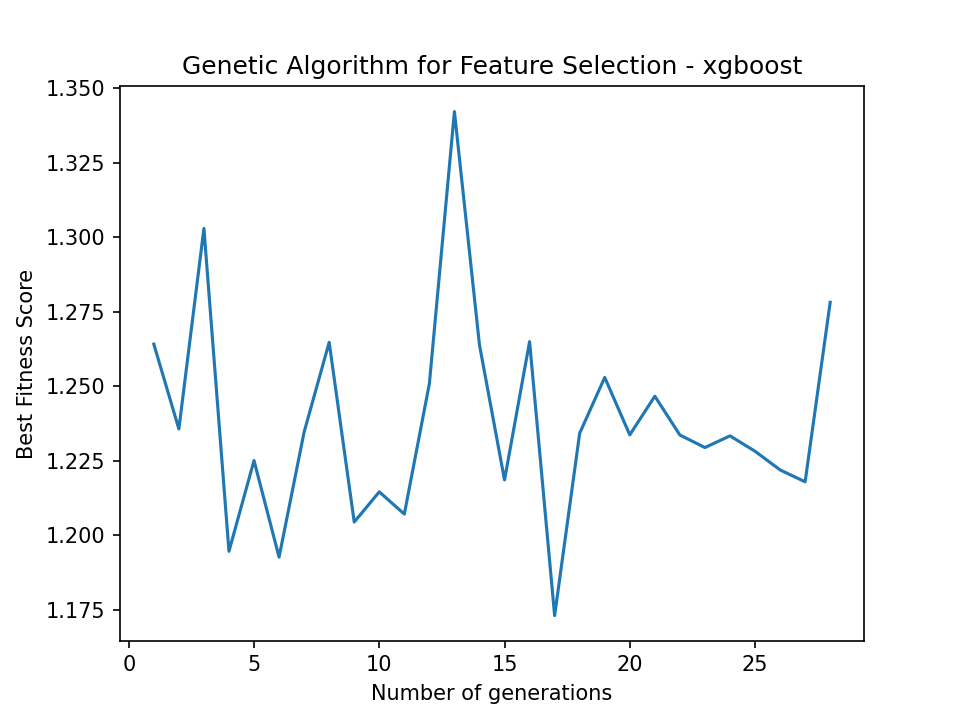 Genetic Algorithm for Feature Selection - xgboost
1.350
1.325
1.300
1.275
1.250
1.225
1.200
1.175
Best Fitness Score
0 5 10 15 20 25
Number of generations